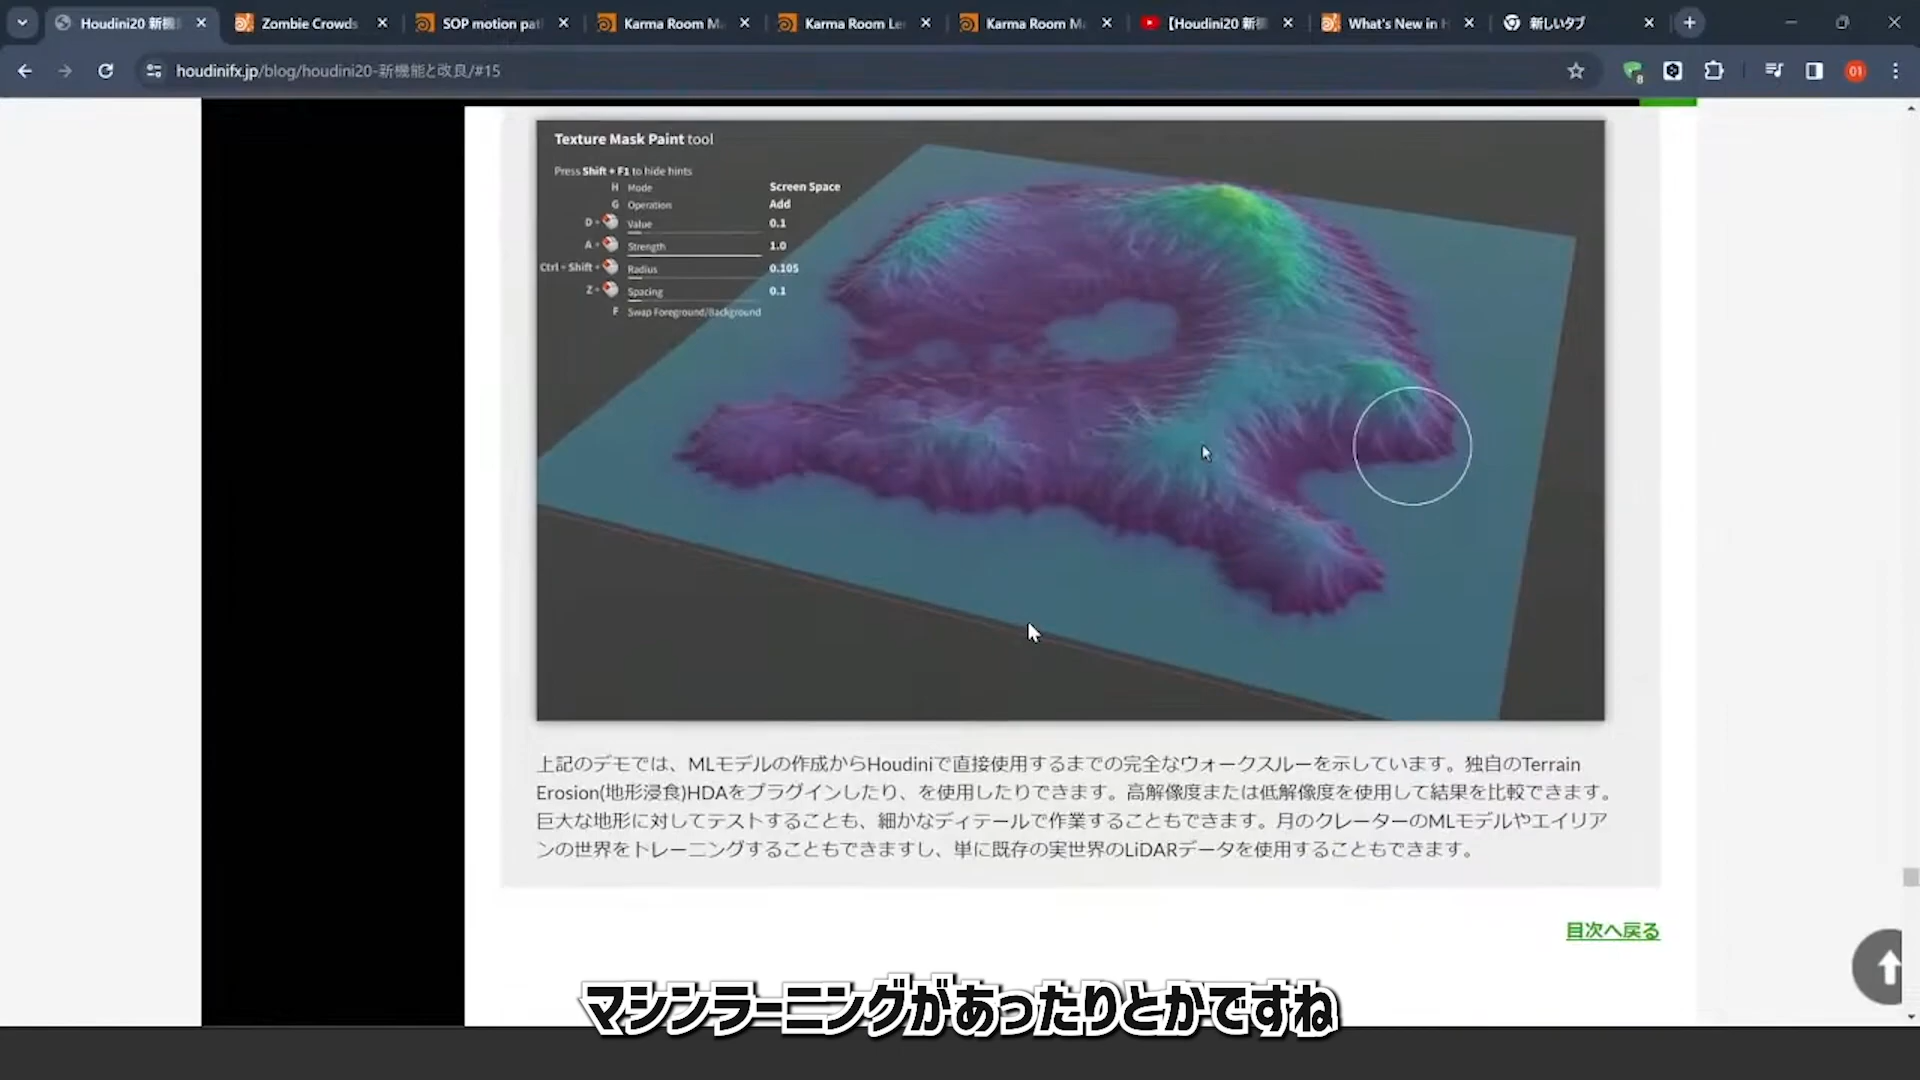 Houdini20 新機
Zombie Crowds
SOP motion pat
Karma Room M
Karma Room Le
Karma Room M
【Houdini20 新機
What's New in H
新しいタブ
houdinifx.jp/blog/houdini20-新機能と改良/#15
8
01
Texture Mask Paint tool
Press Shift + F1 to hide hints
H Mode Screen Space
G Operation Add
D + Value 0.1
A + Strength 1.0
Ctrl + Shift + Radius 0.105
Z + Spacing 0.1
F Swap Foreground/Background
上記のデモでは、MLモデルの作成からHoudiniで直接使用するまでの完全なウォークスルーを示しています。独自のTerrain
Erosion(地形浸食)HDAをプラグインしたり、を使用したりできます。高解像度または低解像度を使用して結果を比較できます。
巨大な地形に対してテストすることも、細かなディテールで作業することもできます。月のクレーターのMLモデルやエイリア
ンの世界をトレーニングすることもできますし、単に既存の実世界のLiDARデータを使用することもできます。
目次へ戻る
マシンラーニングがあったりとかですね